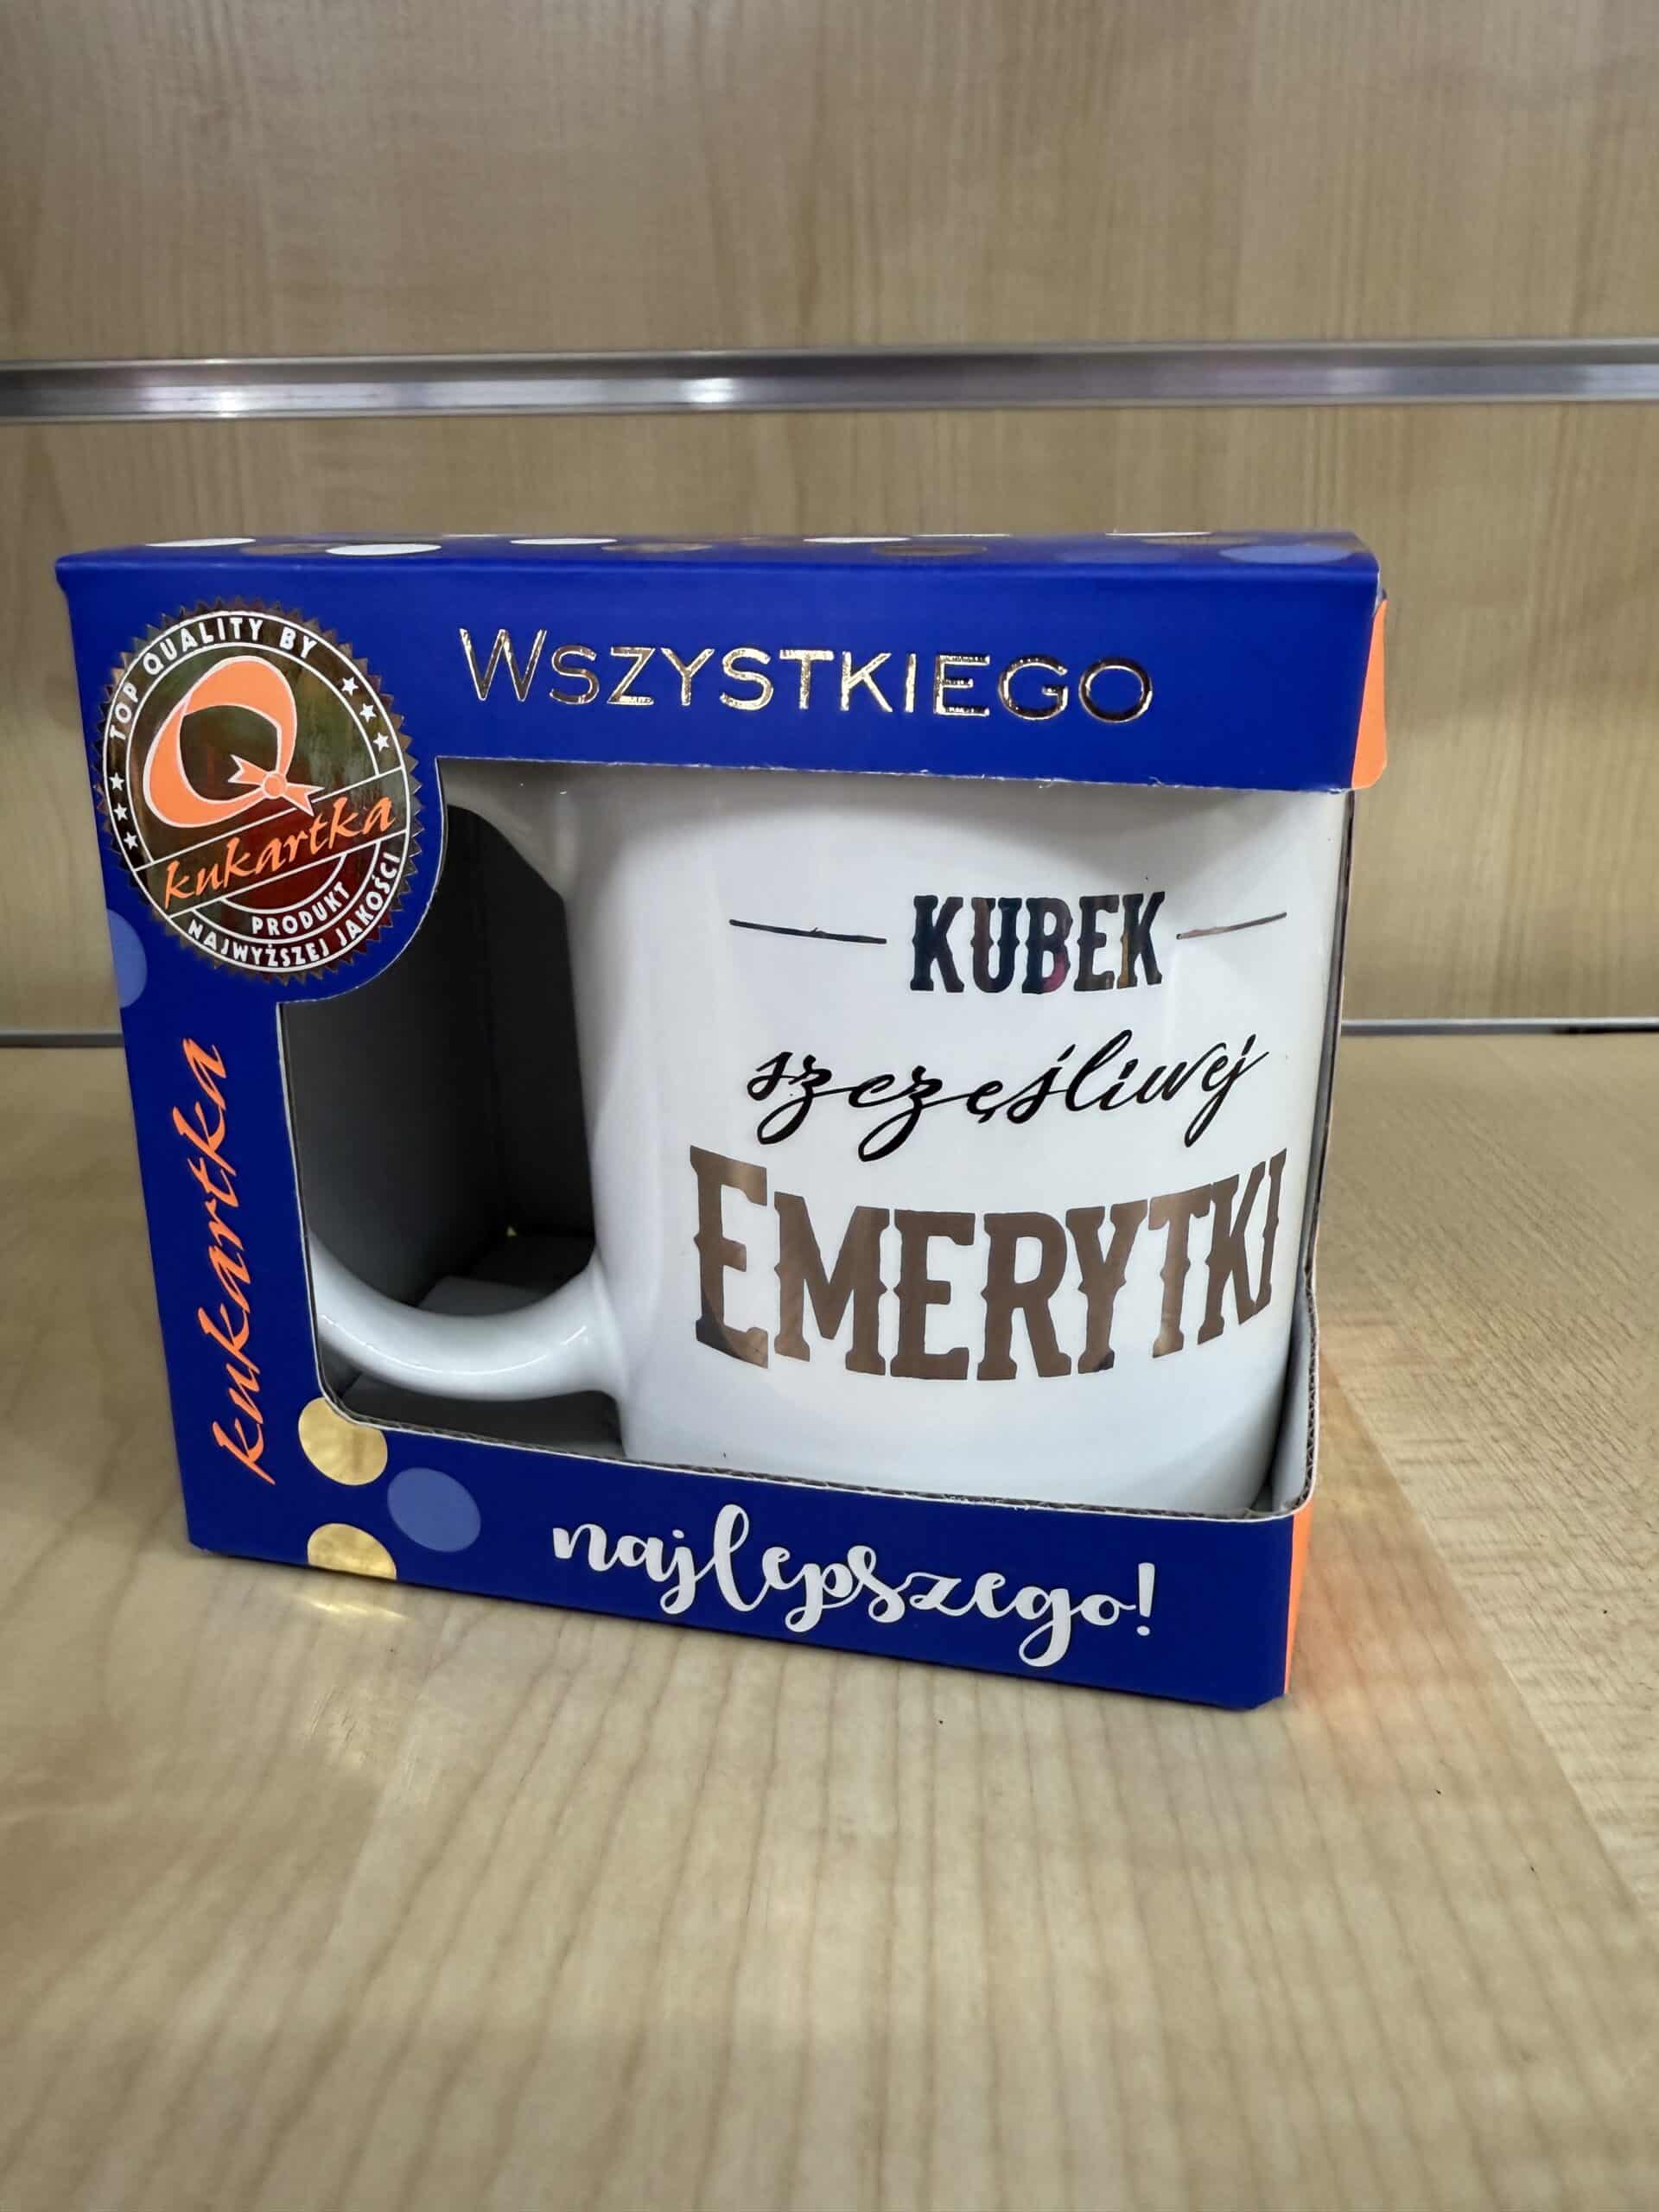 WSZYSTKIEGO
TOP QUALITY BY
kukartka
PRODUKT
NAJWYŻSZEJ JAKOŚCI
KUBEK
szczęśliwej
EMERYTKI
kukartka
najlepszego!